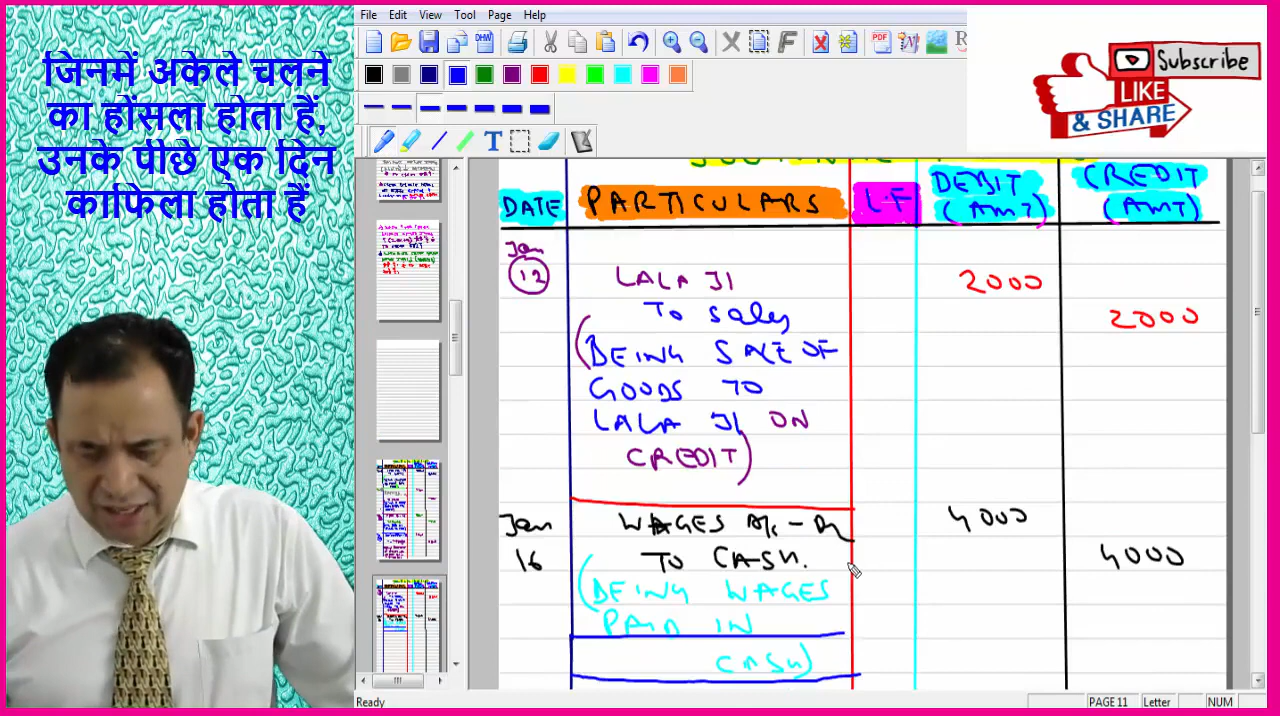 जिनमें अकेले चलने
का होंसला होता हैं,
उनके पीछे एक दिन
काफिला होता हैं
File Edit View Tool Page Help
DHW
PDF
Subscribe
LIKE
& SHARE
DATE PARTICULARS L.F DEBIT (AMT) CREDIT (AMT)
Jan
12 LALA JI 2000
To Sales 2000
(BEING SALE OF
GOODS TO
LALA JI ON
CREDIT)
Jan WAGES A/c - Dr 4000
16 TO CASH. 4000
(BEING WAGES
PAID IN
CASH)
Ready PAGE 11 Letter NUM